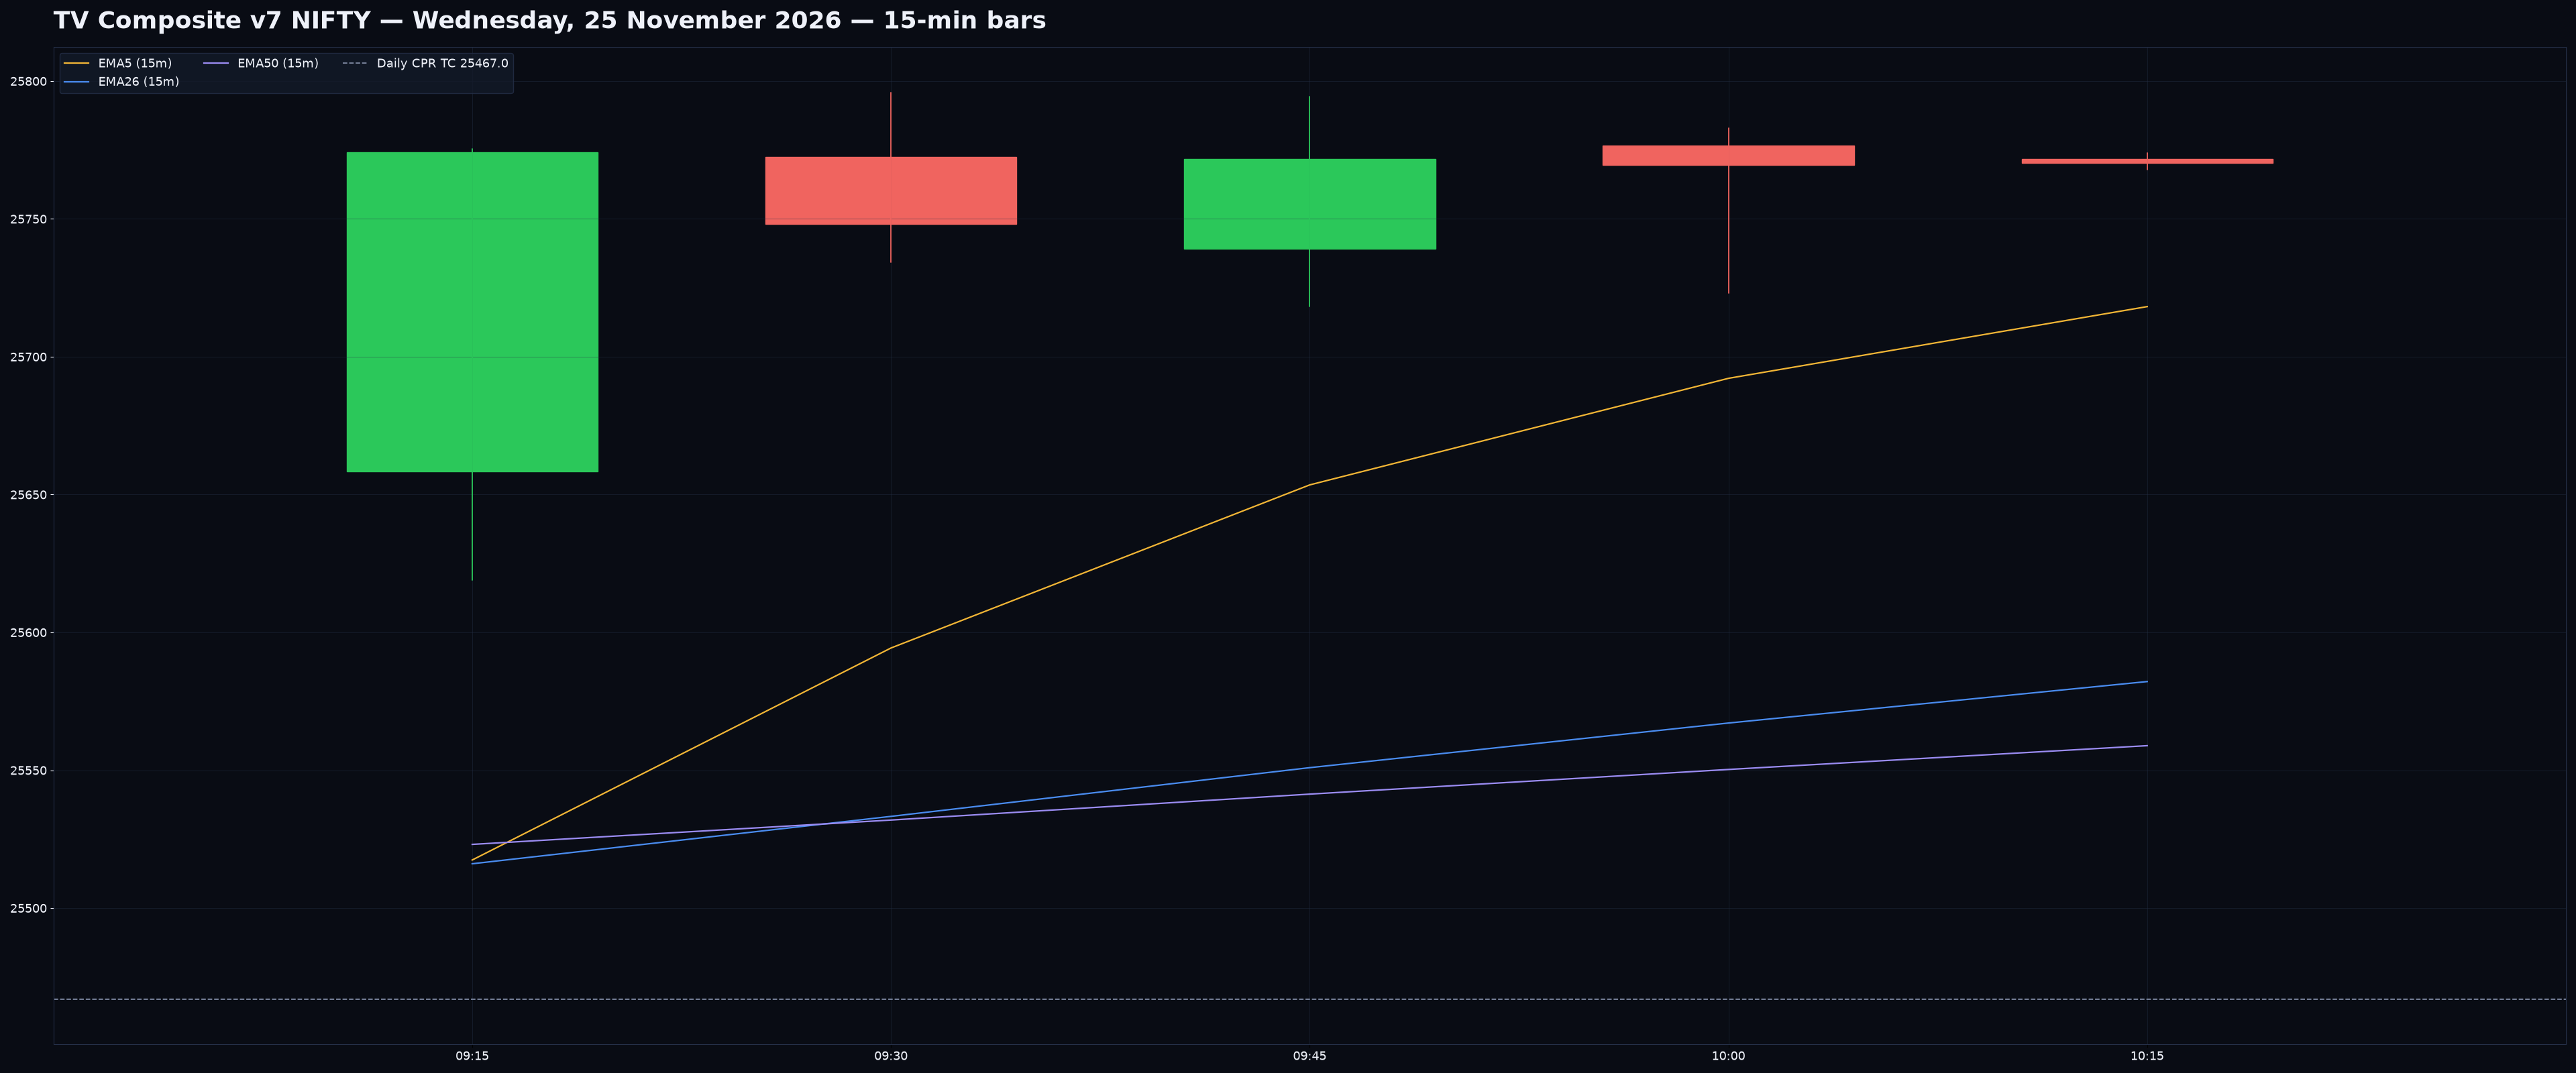 TV Composite v7 NIFTY — Wednesday, 25 November 2026 — 15-min bars
EMA5 (15m) EMA50 (15m) Daily CPR TC 25467.0
EMA26 (15m)
25800
25750
25700
25650
25600
25550
25500
09:15 09:30 09:45 10:00 10:15